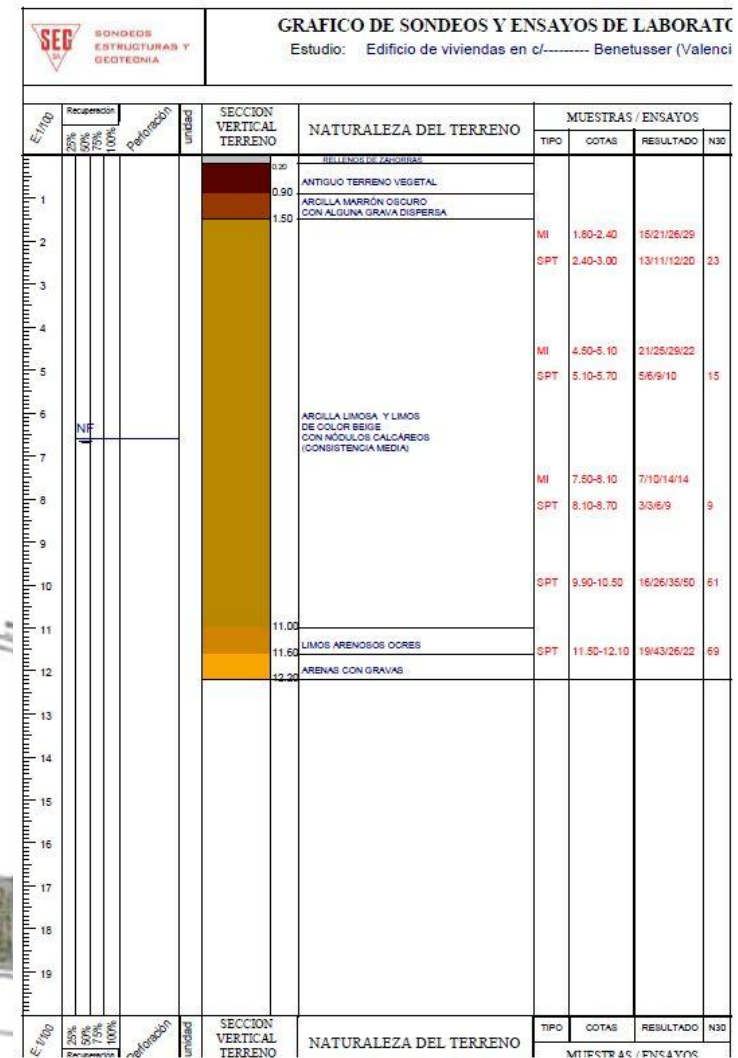 SEG
SA
SONDEOS
ESTRUCTURAS Y
GEOTECNIA
GRAFICO DE SONDEOS Y ENSAYOS DE LABORATO
Estudio: Edificio de viviendas en c/--------- Benetusser (Valenci
E:1/100
Recuperación
25%
50%
75%
100%
Perforación
unidad
SECCION
VERTICAL
TERRENO
NATURALEZA DEL TERRENO
MUESTRAS / ENSAYOS
TIPO COTAS RESULTADO N30
RELLENOS DE ZAHORRAS
0.20
ANTIGUO TERRENO VEGETAL
0.90
1
ARCILLA MARRÓN OSCURO
CON ALGUNA GRAVA DISPERSA
1.50
MI 1.80-2.40 15/21/26/29
2
SPT 2.40-3.00 13/11/12/20 23
3
4
MI 4.50-5.10 21/25/29/22
5
SPT 5.10-5.70 5/6/9/10 15
6
NF
ARCILLA LIMOSA Y LIMOS
DE COLOR BEIGE
CON NÓDULOS CALCÁREOS
(CONSISTENCIA MEDIA)
7
MI 7.50-8.10 7/10/14/14
8
SPT 8.10-8.70 3/3/6/9 9
9
10
SPT 9.90-10.50 16/26/35/50 61
11.00
11
LIMOS ARENOSOS OCRES
11.60
SPT 11.50-12.10 19/43/26/22 69
12
ARENAS CON GRAVAS
12.20
13
14
15
16
17
18
19
E:1/100
25%
50%
75%
100%
Recuperación
Perforación
unidad
SECCION
VERTICAL
TERRENO
NATURALEZA DEL TERRENO
TIPO COTAS RESULTADO N30
MUESTRAS / ENSAYOS